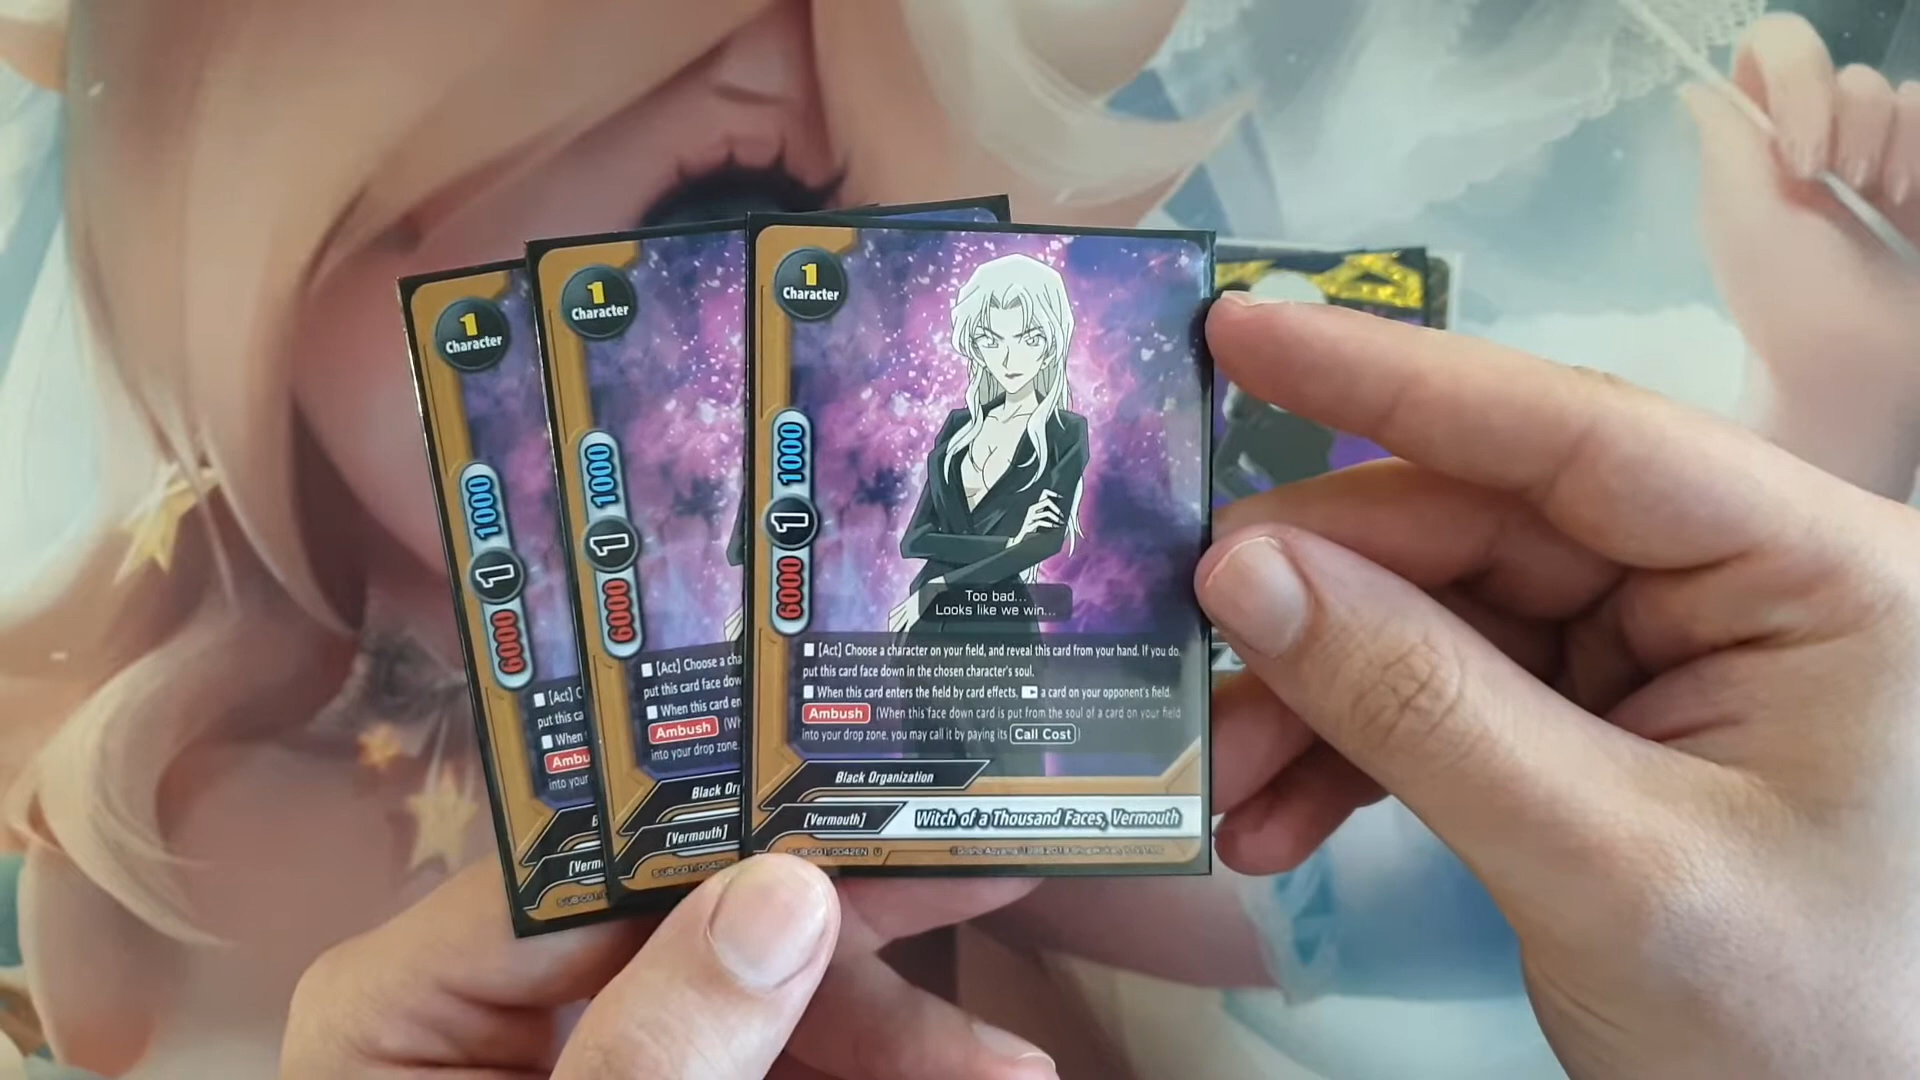 1
Character
1000
1
6000
[Act] C
put this ca
When
Ambu
into your
B
[Verm
1
Character
1000
1
6000
[Act] Choose a cha
put this card face dow
When this card en
Ambush (Wh
into your drop zone,
Black Org
[Vermouth]
1
Character
1000
1
6000
Too bad...
Looks like we win...
[Act] Choose a character on your field, and reveal this card from your hand. If you do,
put this card face down in the chosen character's soul.
When this card enters the field by card effects, a card on your opponent's field.
Ambush (When this face down card is put from the soul of a card on your field
into your drop zone, you may call it by paying its Call Cost)
Black Organization
[Vermouth] Witch of a Thousand Faces, Vermouth
S-UB-C01/0042EN U